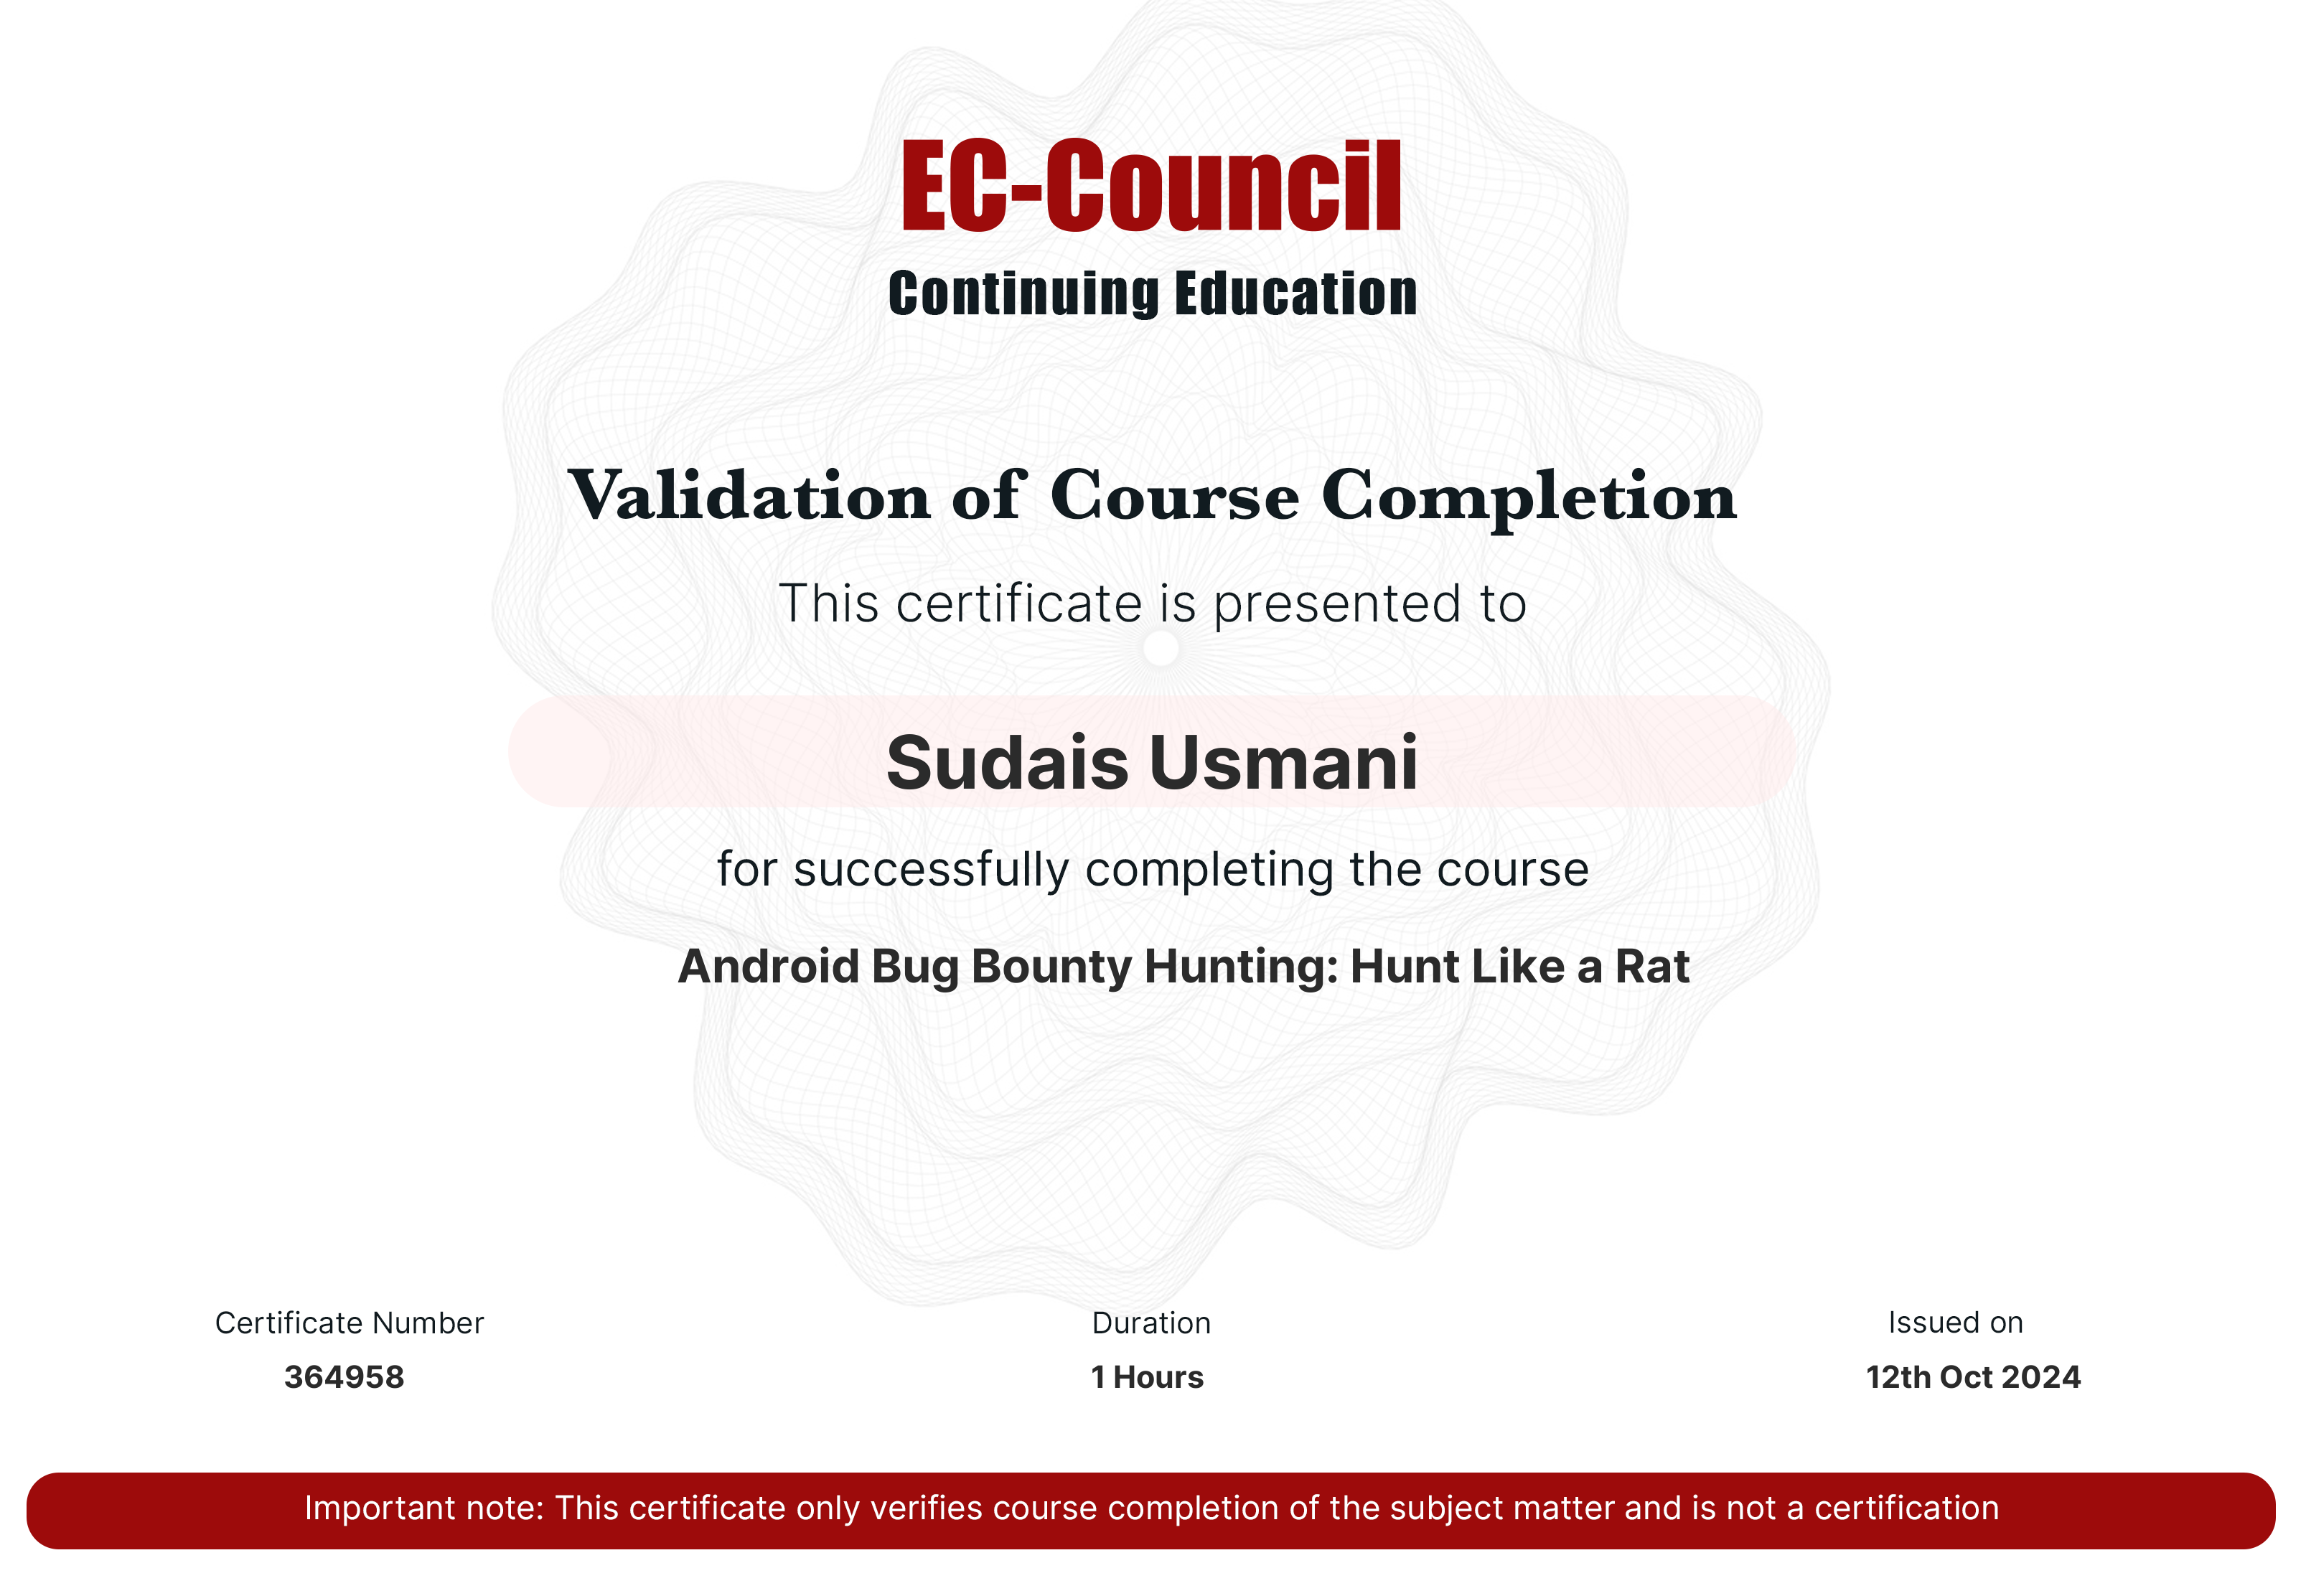 EC-Council
Continuing Education
Validation of Course Completion
This certificate is presented to
Sudais Usmani
for successfully completing the course
Android Bug Bounty Hunting: Hunt Like a Rat
Certificate Number
364958
Duration
1 Hours
Issued on
12th Oct 2024
Important note: This certificate only verifies course completion of the subject matter and is not a certification